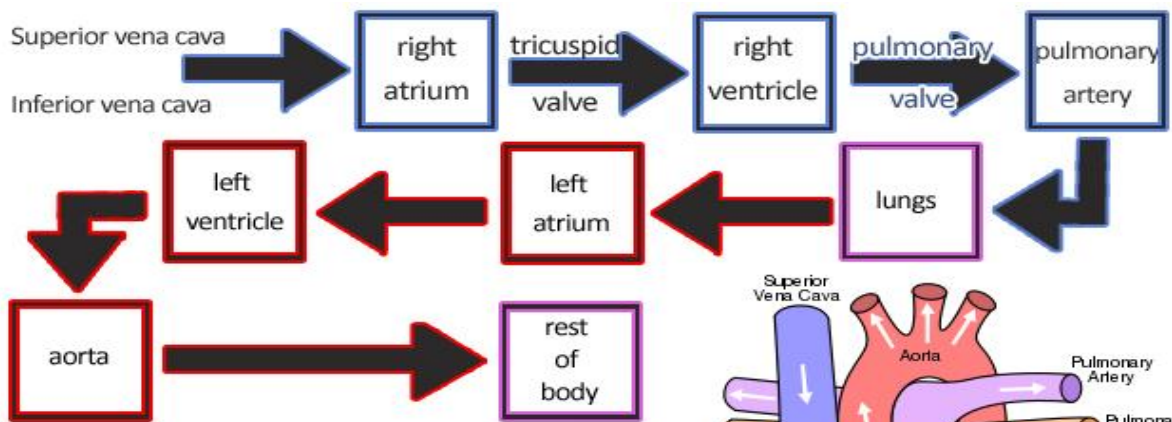 Superior vena cava
Inferior vena cava
right
atrium
tricuspid
valve
right
ventricle
pulmonary
valve
pulmonary
artery
left
ventricle
left
atrium
lungs
aorta
rest
of
body
Superior
Vena Cava
Aorta
Pulmonary
Artery